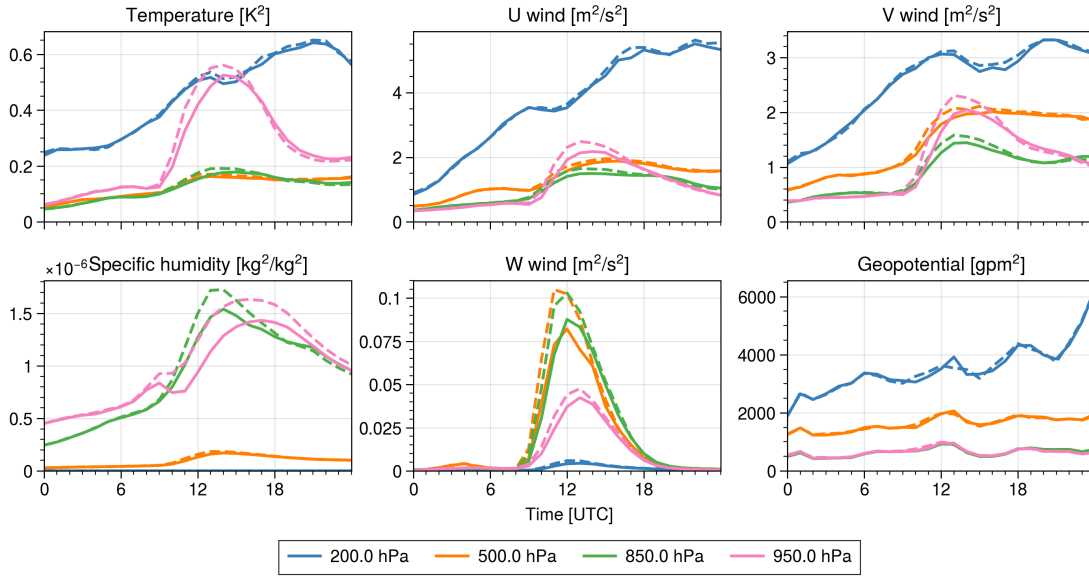 Temperature [K²]
U wind [m²/s²]
V wind [m²/s²]
0.6
0.4
0.2
0
4
2
0
3
2
1
0
×10⁻⁶ Specific humidity [kg²/kg²]
W wind [m²/s²]
Geopotential [gpm²]
1.5
1
0.5
0
0.1
0.075
0.05
0.025
0
6000
4000
2000
0
0 6 12 18
0 6 12 18
0 6 12 18
Time [UTC]
200.0 hPa 500.0 hPa 850.0 hPa 950.0 hPa